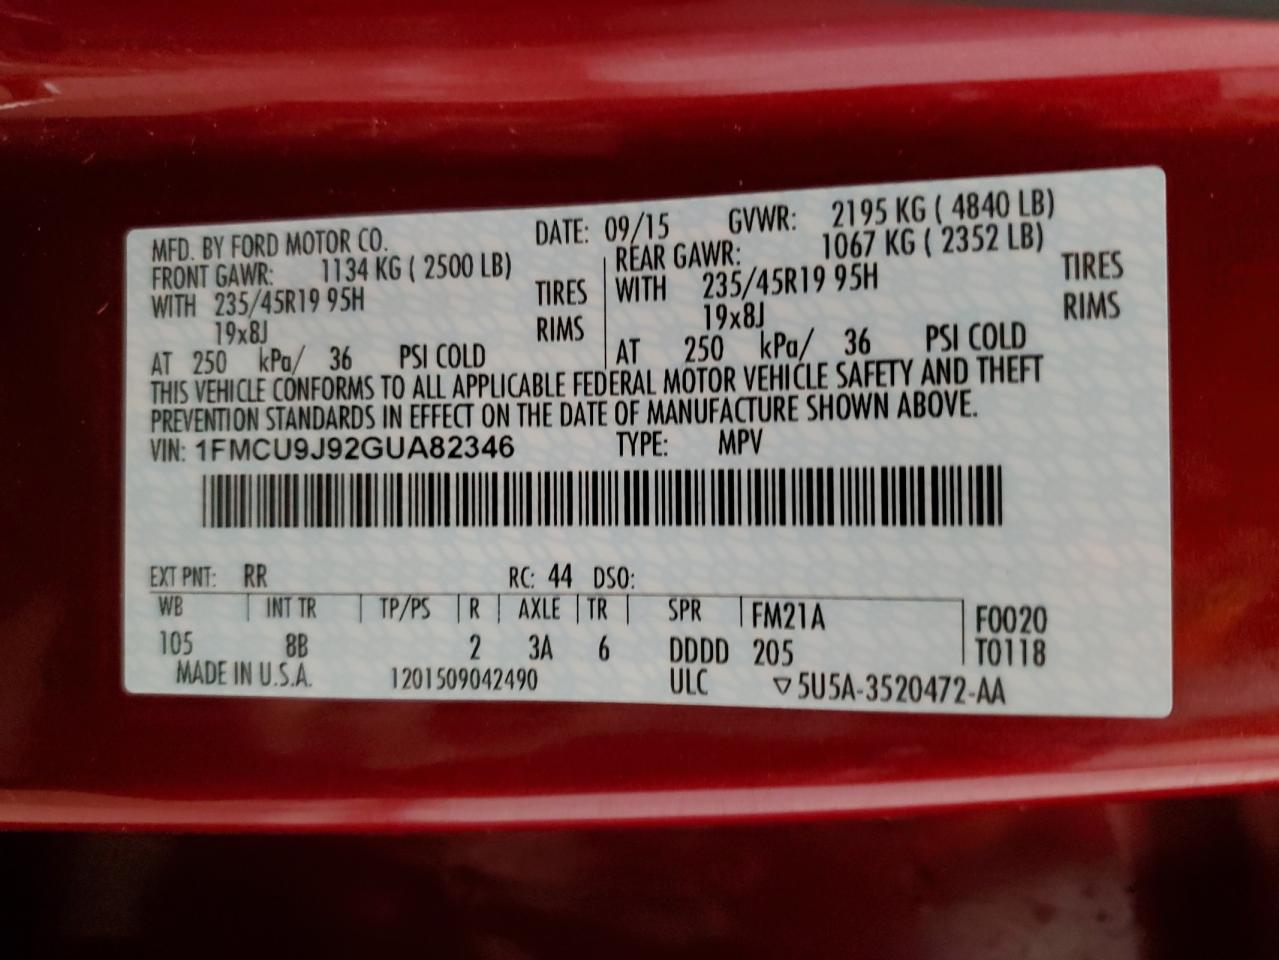 MFD. BY FORD MOTOR CO. DATE: 09/15 GVWR: 2195 KG ( 4840 LB)
FRONT GAWR: 1134 KG ( 2500 LB) REAR GAWR: 1067 KG ( 2352 LB)
WITH 235/45R19 95H TIRES WITH 235/45R19 95H TIRES
19x8J RIMS 19x8J RIMS
AT 250 kPa/ 36 PSI COLD AT 250 kPa/ 36 PSI COLD
THIS VEHICLE CONFORMS TO ALL APPLICABLE FEDERAL MOTOR VEHICLE SAFETY AND THEFT
PREVENTION STANDARDS IN EFFECT ON THE DATE OF MANUFACTURE SHOWN ABOVE.
VIN: 1FMCU9J92GUA82346 TYPE: MPV
EXT PNT: RR RC: 44 DSO:
WB INT TR TP/PS R AXLE TR SPR FM21A F0020
105 8B 2 3A 6 DDDD 205 T0118
MADE IN U.S.A. 1201509042490 ULC ▽5U5A-3520472-AA